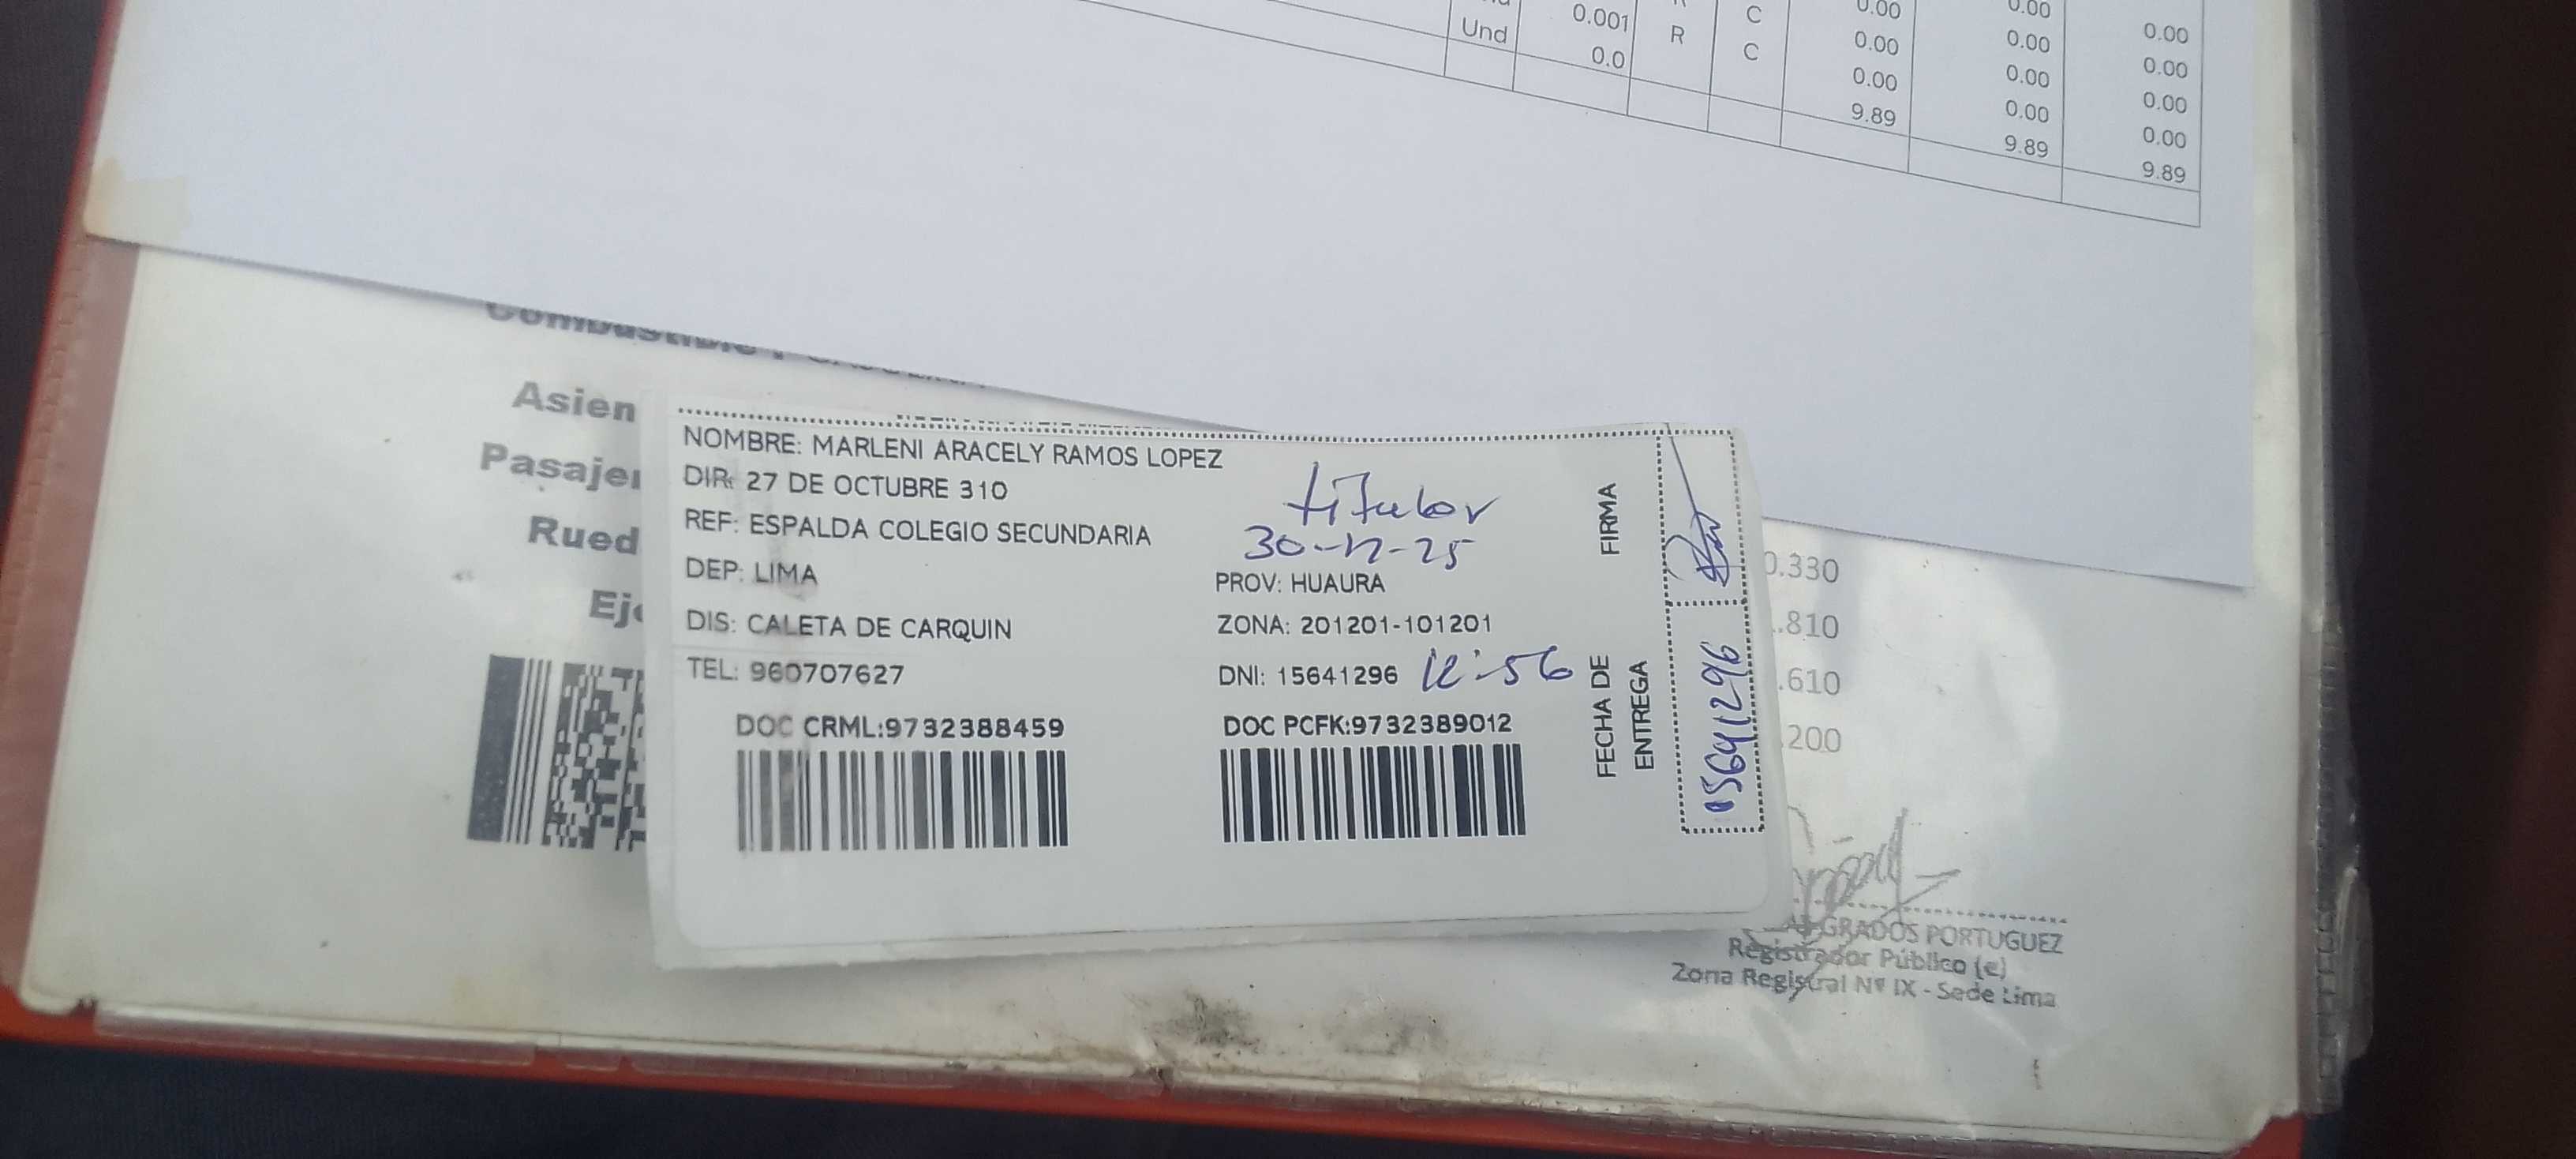 Und
0.001
0.0
R
C
C
0.00
0.00
0.00
9.89
0.00
0.00
0.00
0.00
9.89
0.00
0.00
0.00
0.00
9.89
Combustible :
Asien
Pasajer
Rued
Eje
NOMBRE: MARLENI ARACELY RAMOS LOPEZ
DIR: 27 DE OCTUBRE 310
titular
REF: ESPALDA COLEGIO SECUNDARIA
30-12-25
DEP: LIMA
PROV: HUAURA
DIS: CALETA DE CARQUIN
ZONA: 201201-101201
TEL: 960707627
DNI: 15641296 12:56
DOC CRML:9732388459
DOC PCFK:9732389012
FIRMA
FECHA DE
ENTREGA
15641296
0.330
.810
.610
.200
GRADOS PORTUGUEZ
Registrador Público (e)
Zona Registral Nº IX - Sede Lima